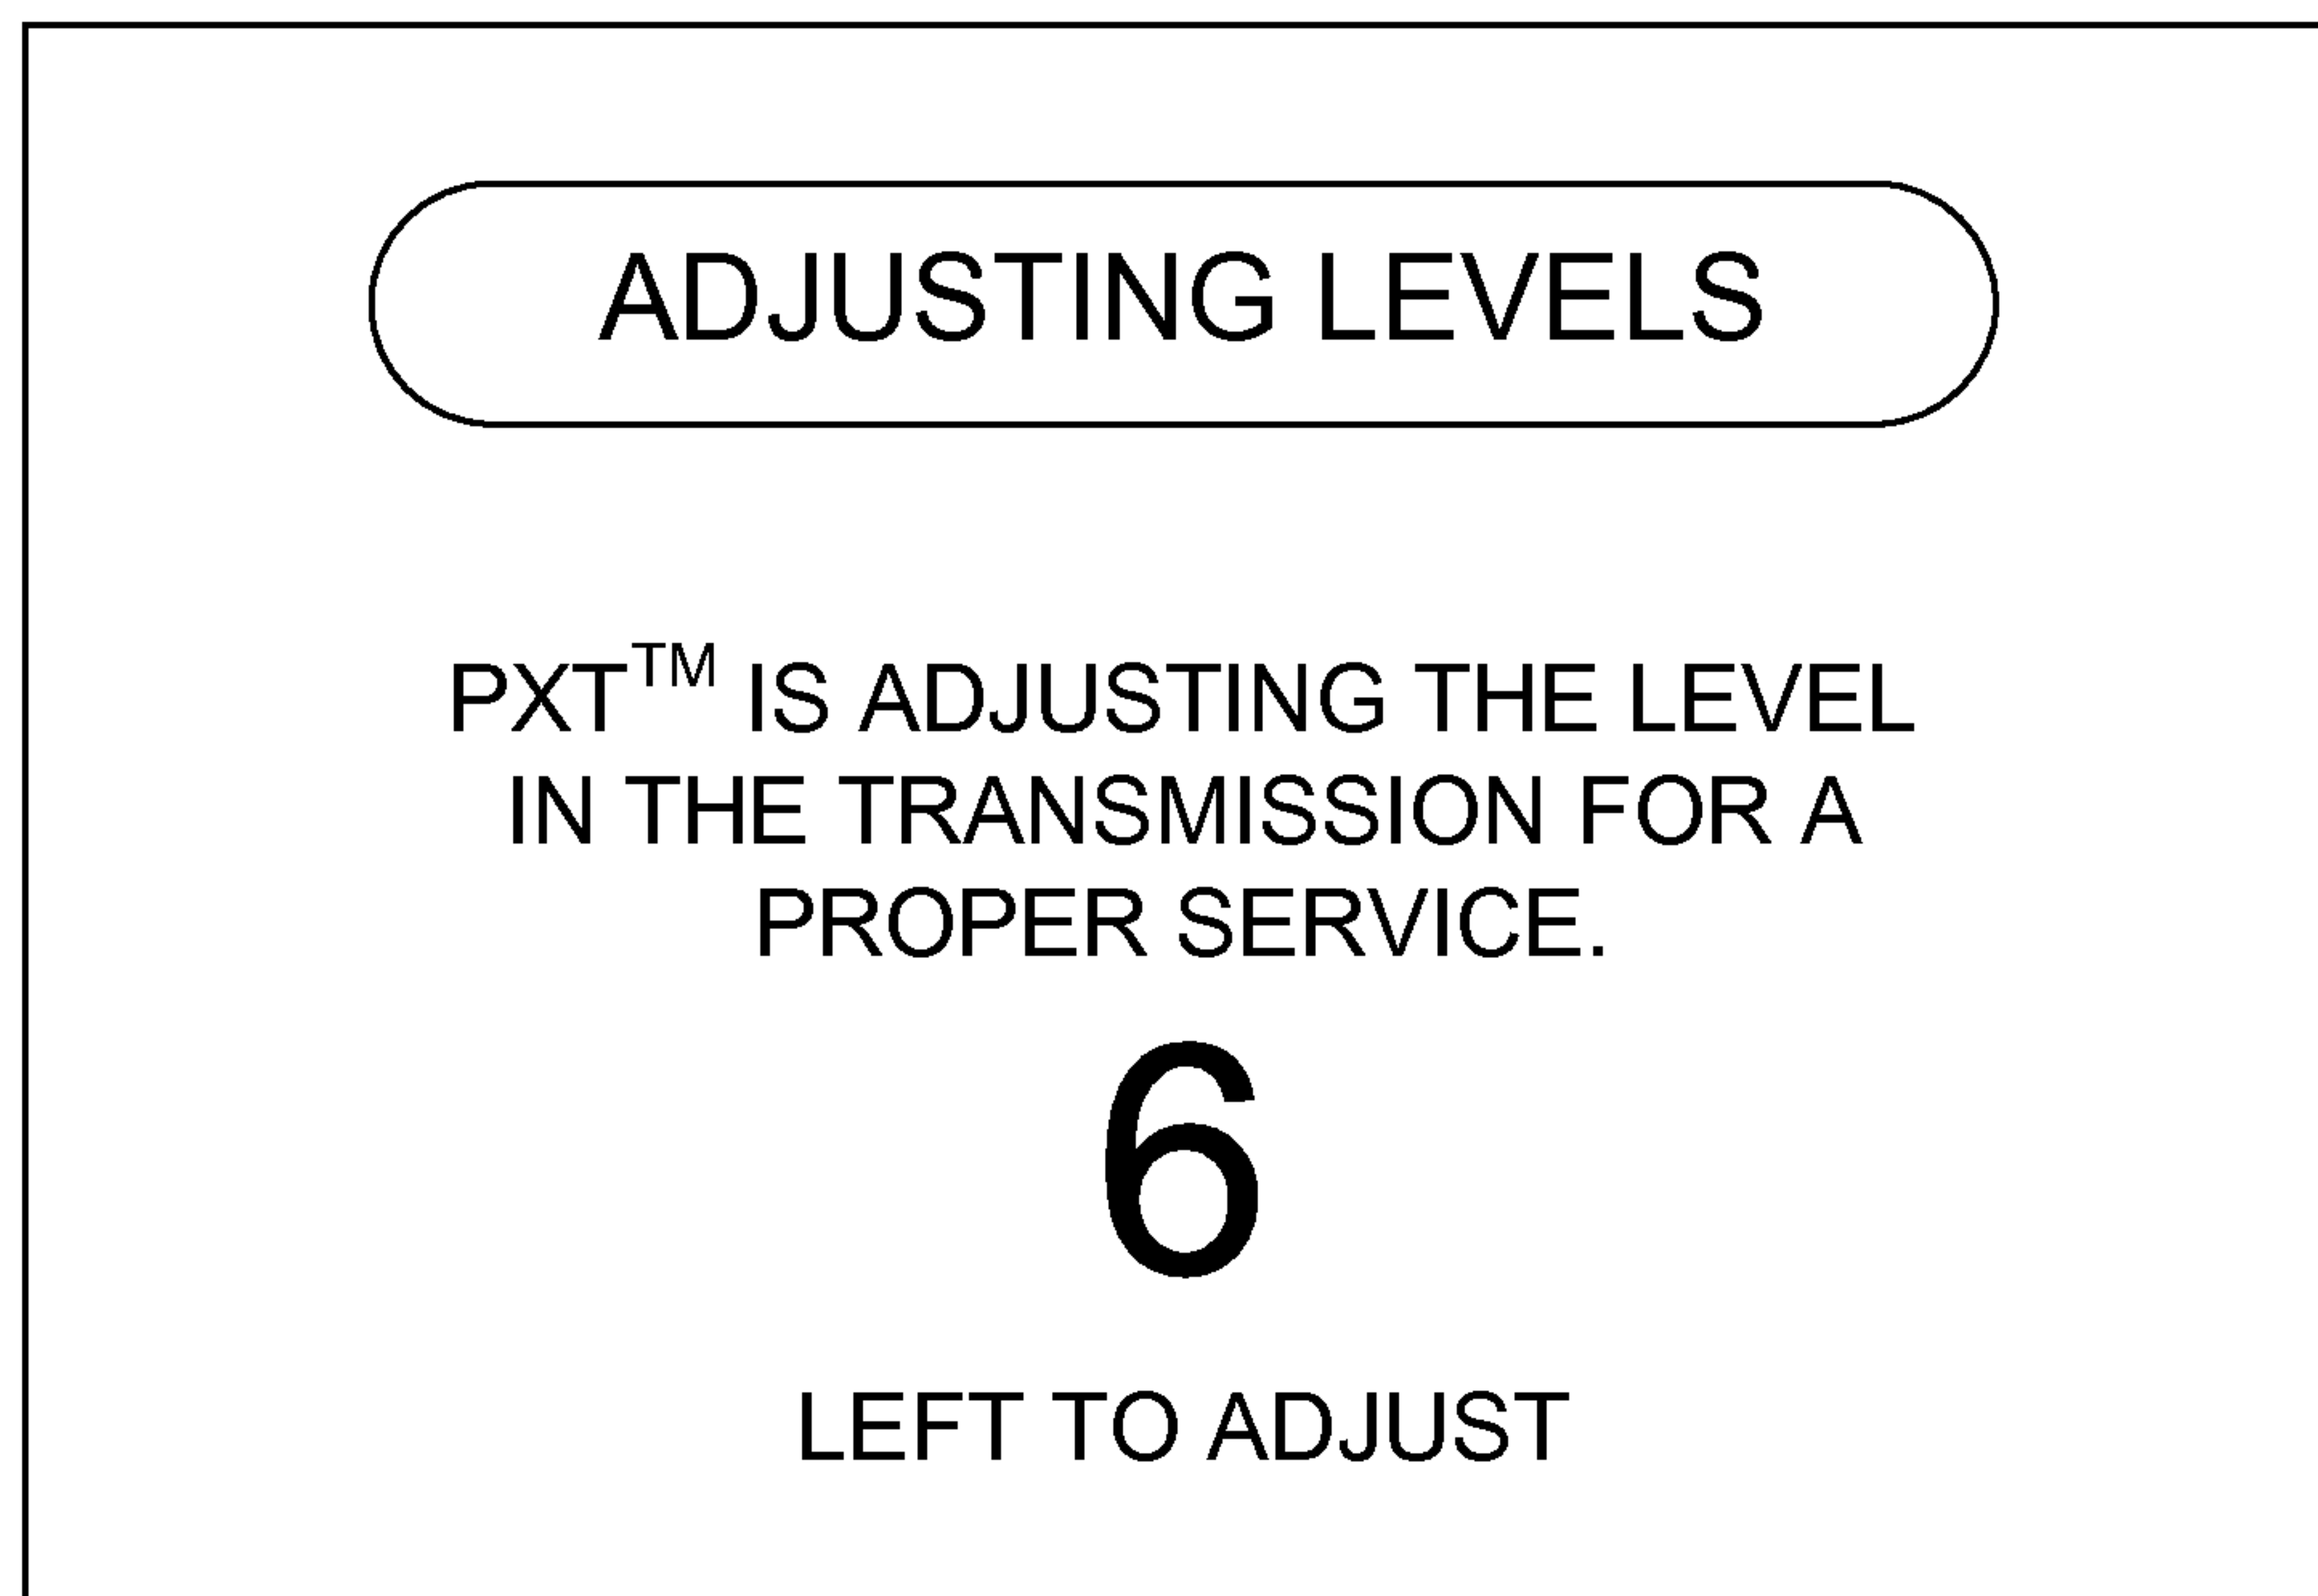 ADJUSTING LEVELS
PXT™ IS ADJUSTING THE LEVEL
IN THE TRANSMISSION FOR A
PROPER SERVICE.
6
LEFT TO ADJUST